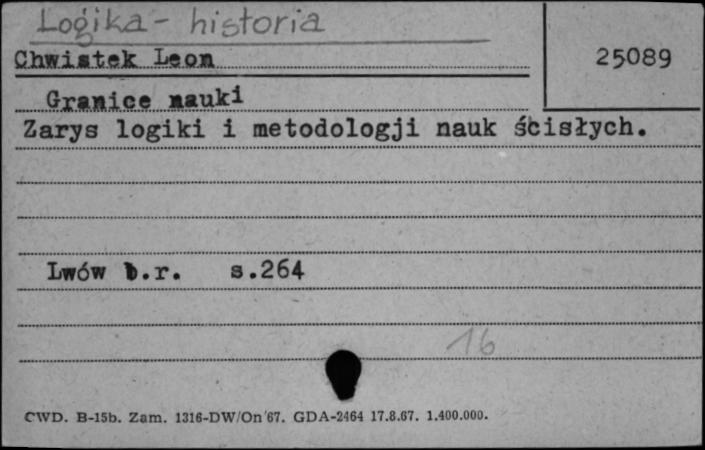 Logika - historia
Chwistek Leon
25089
Granice nauki
Zarys logiki i metodologji nauk ścisłych.
Lwów b.r. s.264
16
CWD. B-15b. Zam. 1316-DW/On 67. GDA-2464 17.8.67. 1.400.000.